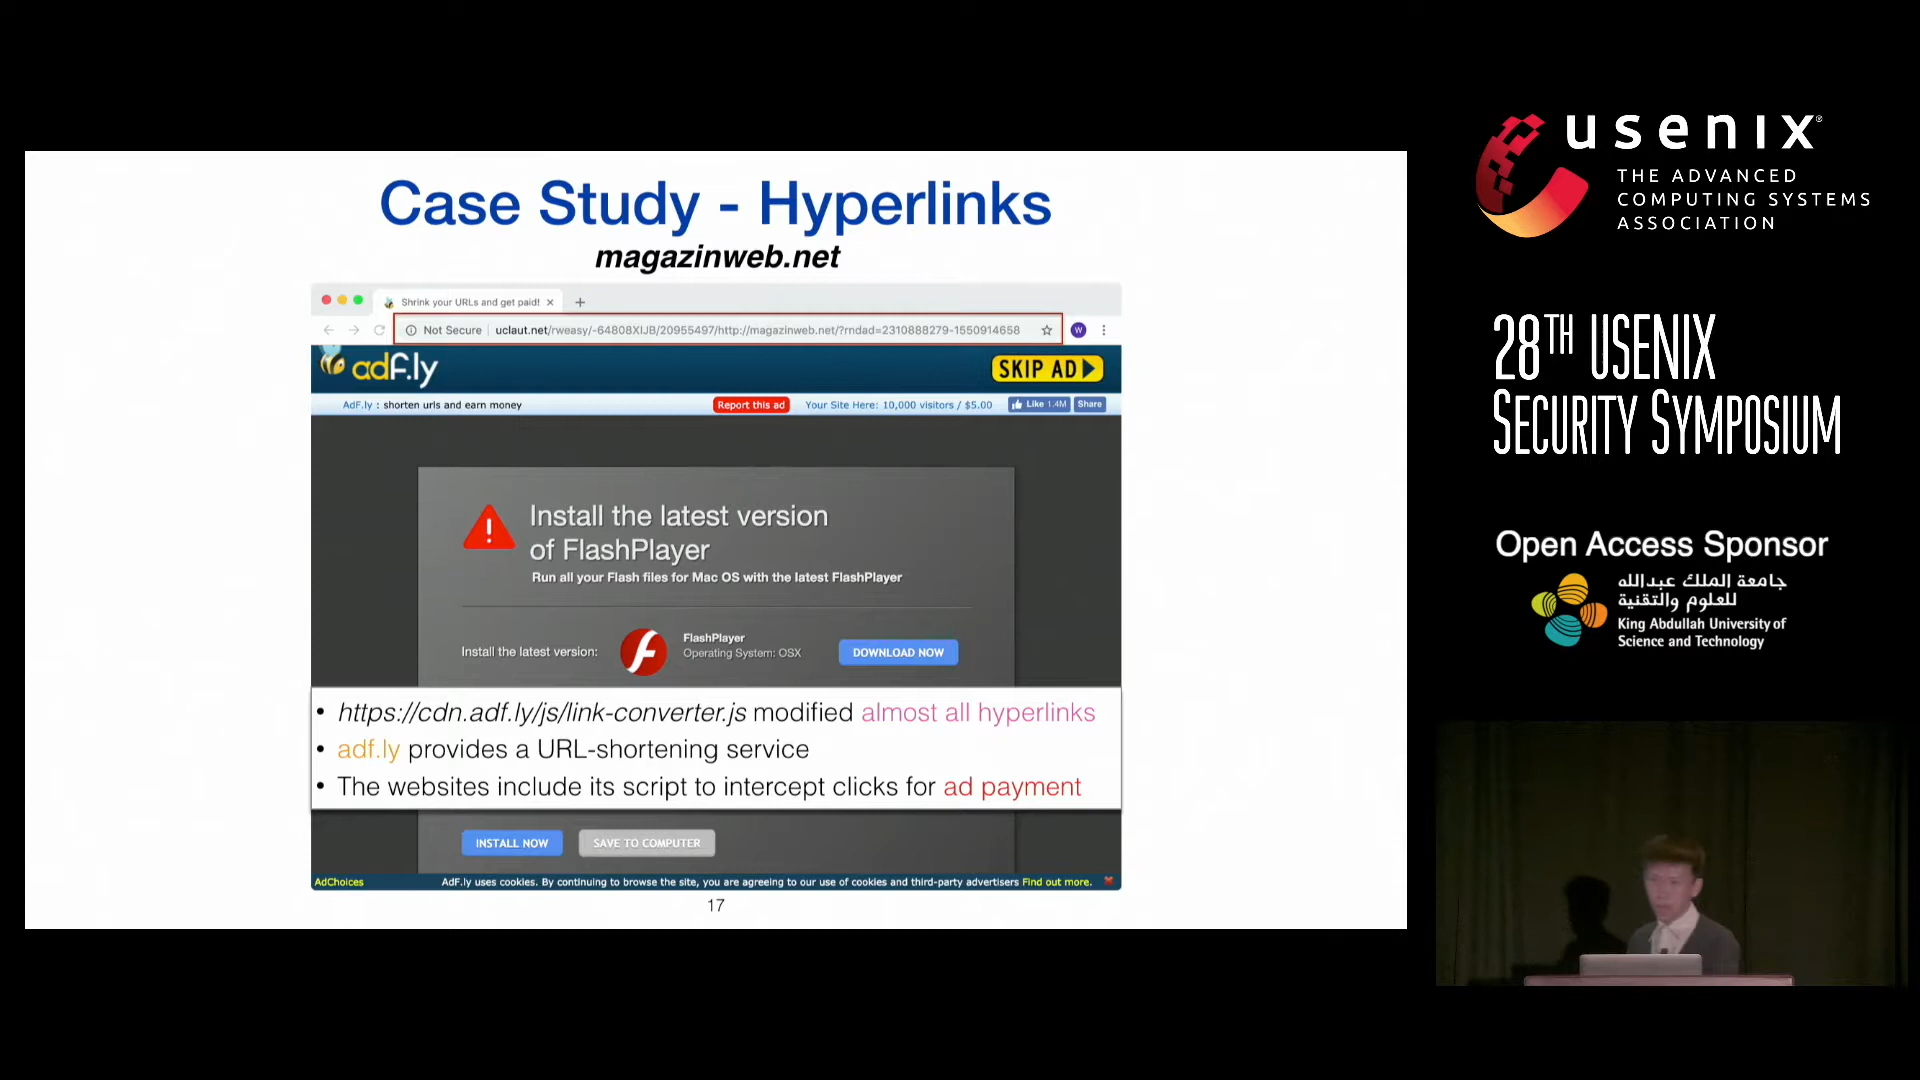 Case Study - Hyperlinks
magazinweb.net
Shrink your URLs and get paid!
Not Secure | uclaut.net/rweasy/-64808XIJB/20955497/http://magazinweb.net/?rndad=2310888279-1550914658
W
adf.ly
SKIP AD
AdF.ly : shorten urls and earn money
Report this ad
Your Site Here: 10,000 visitors / $5.00
Like 1.4M
Share
Install the latest version
of FlashPlayer
Run all your Flash files for Mac OS with the latest FlashPlayer
Install the latest version:
FlashPlayer
Operating System: OSX
DOWNLOAD NOW
• https://cdn.adf.ly/js/link-converter.js modified almost all hyperlinks
• adf.ly provides a URL-shortening service
• The websites include its script to intercept clicks for ad payment
INSTALL NOW
SAVE TO COMPUTER
AdChoices
AdF.ly uses cookies. By continuing to browse the site, you are agreeing to our use of cookies and third-party advertisers Find out more.
17
usenix®
THE ADVANCED
COMPUTING SYSTEMS
ASSOCIATION
28TH USENIX
SECURITY SYMPOSIUM
Open Access Sponsor
جامعة الملك عبدالله
للعلوم والتقنية
King Abdullah University of
Science and Technology